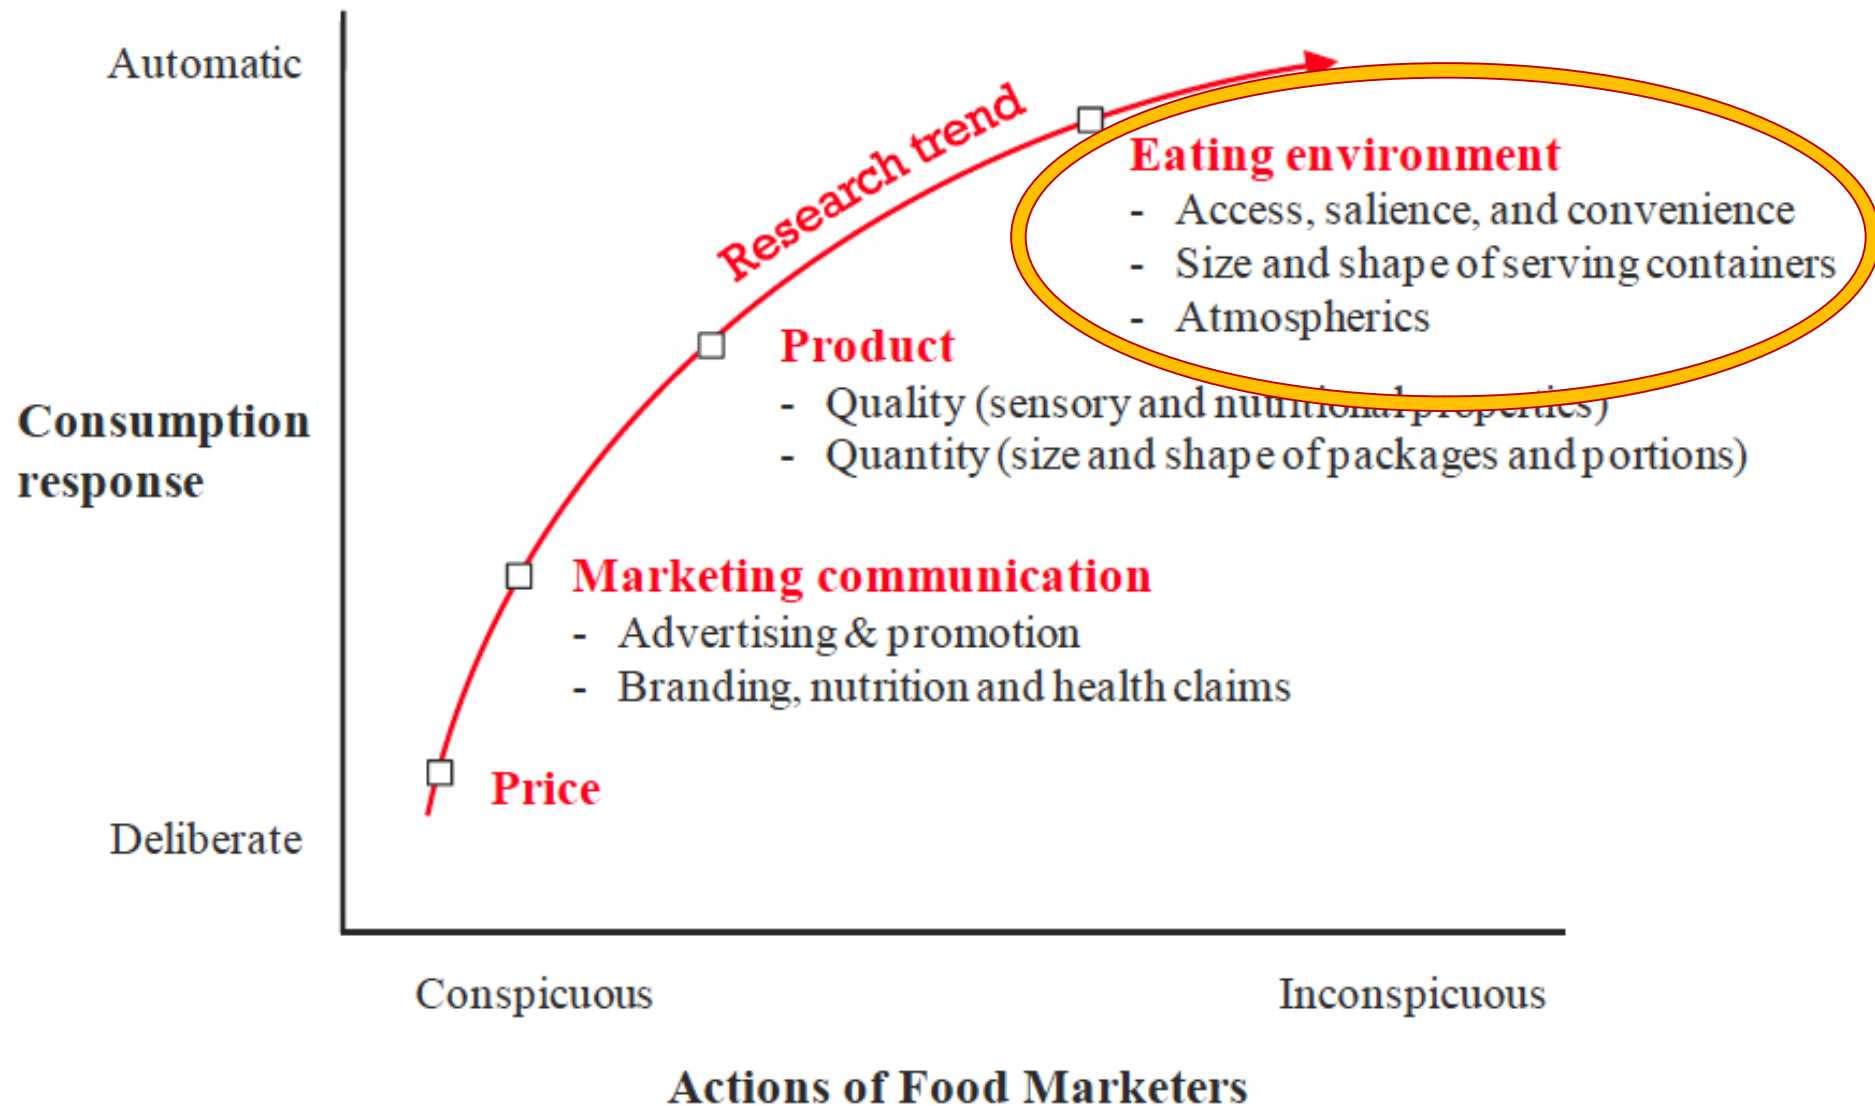 Automatic
Research trend
Eating environment
- Access, salience, and convenience
- Size and shape of serving containers
- Atmospherics
Product
- Quality (sensory and nutritional properties)
- Quantity (size and shape of packages and portions)
Consumption
response
Marketing communication
- Advertising & promotion
- Branding, nutrition and health claims
Price
Deliberate
Conspicuous
Inconspicuous
Actions of Food Marketers